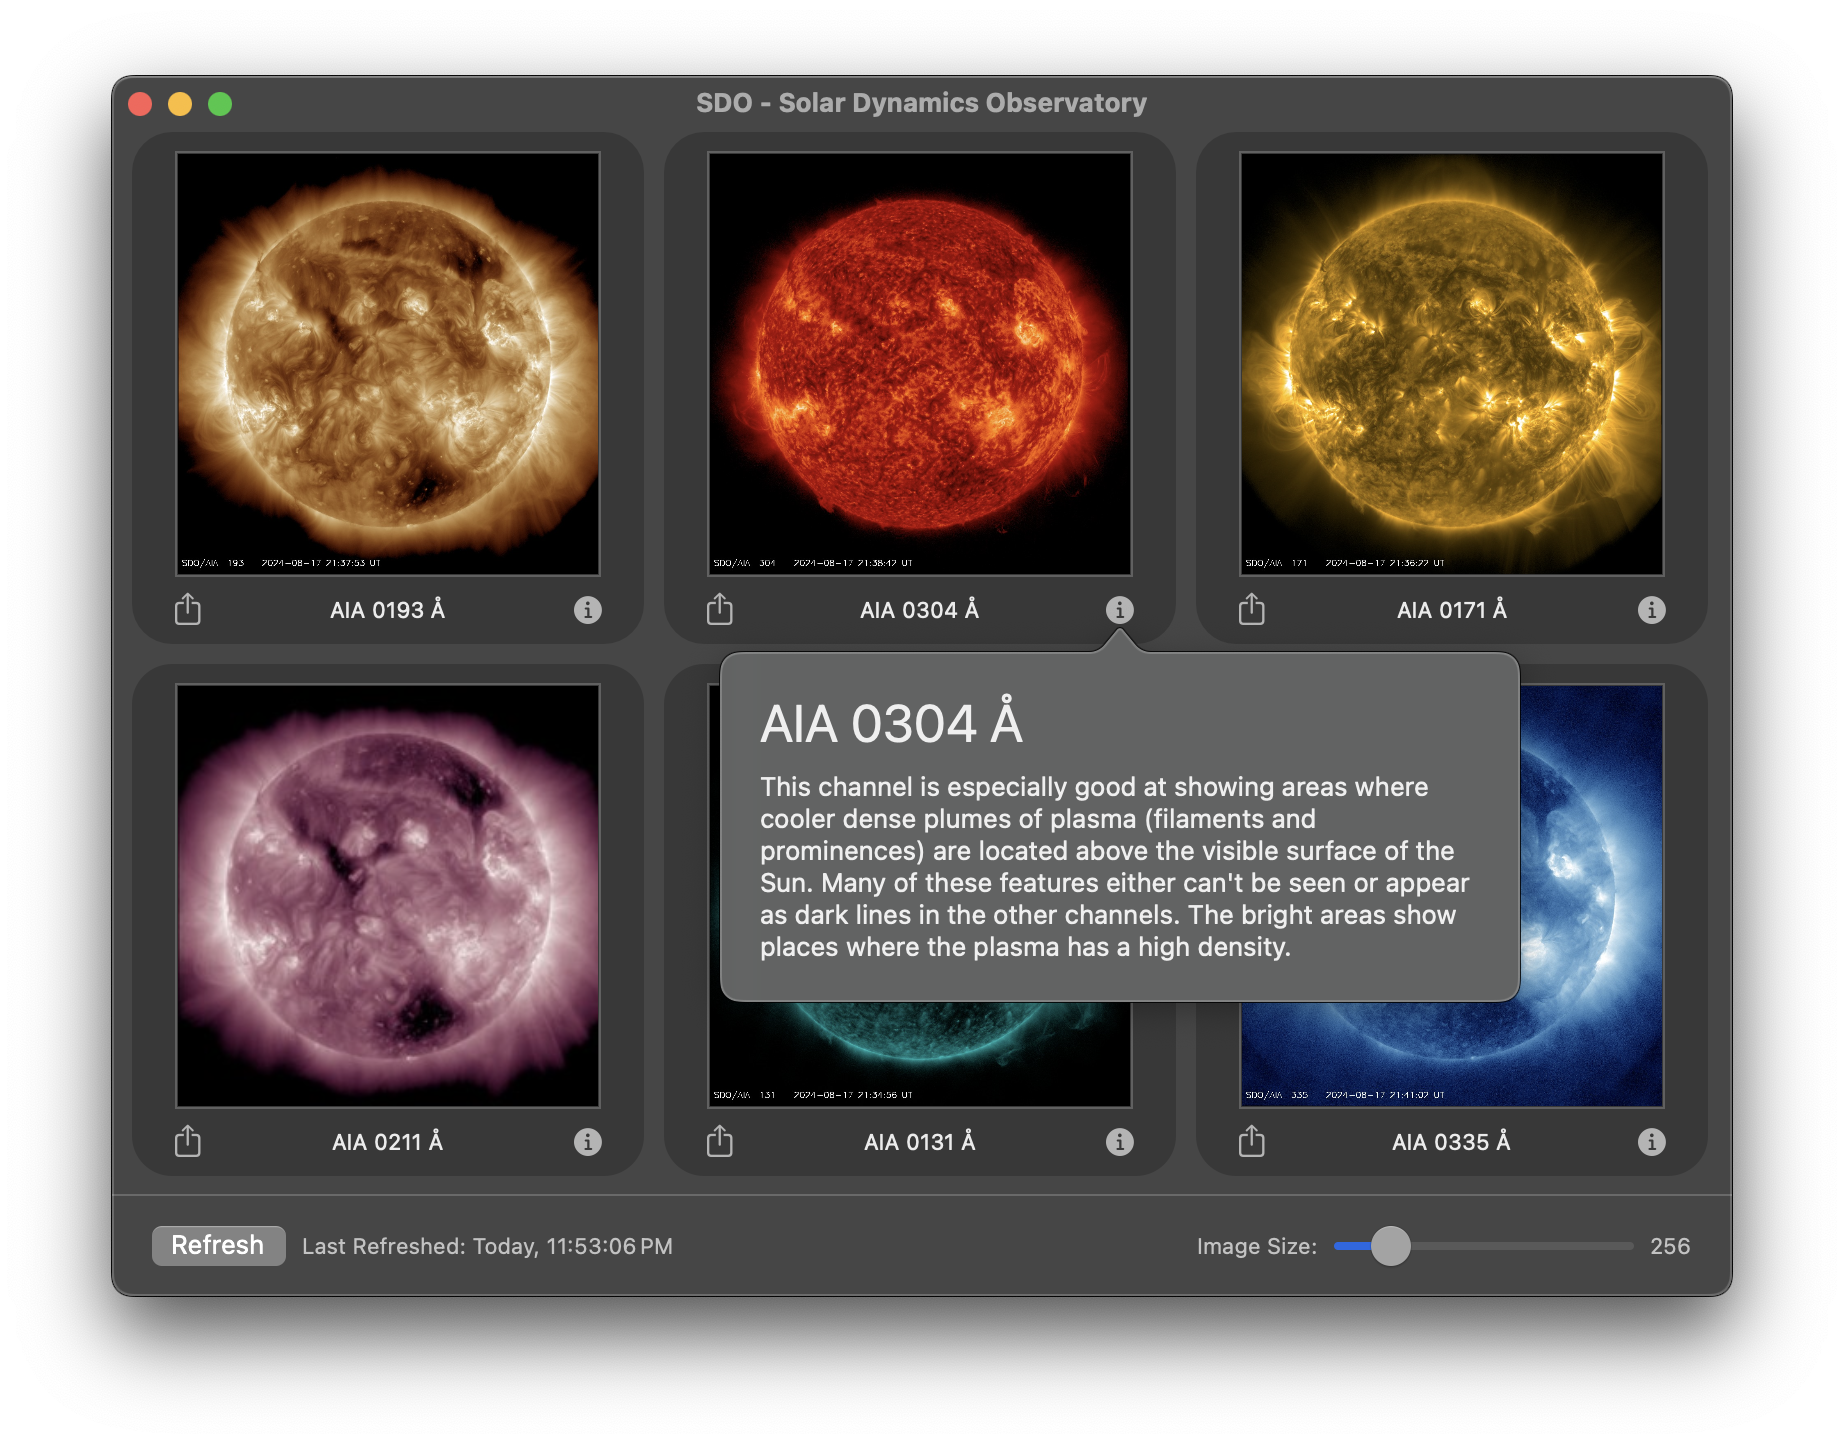 SDO - Solar Dynamics Observatory
SDO/AIA 193 2024-08-17 21:37:53 UT
SDO/AIA 304 2024-08-17 21:38:42 UT
SDO/AIA 171 2024-08-17 21:36:22 UT
AIA 0193 Å
AIA 0304 Å
AIA 0171 Å
AIA 0304 Å
This channel is especially good at showing areas where
cooler dense plumes of plasma (filaments and
prominences) are located above the visible surface of the
Sun. Many of these features either can't be seen or appear
as dark lines in the other channels. The bright areas show
places where the plasma has a high density.
SDO/AIA 131 2024-08-17 21:34:56 UT
SDO/AIA 335 2024-08-17 21:41:02 UT
AIA 0211 Å
AIA 0131 Å
AIA 0335 Å
Refresh
Last Refreshed: Today, 11:53:06 PM
Image Size:
256